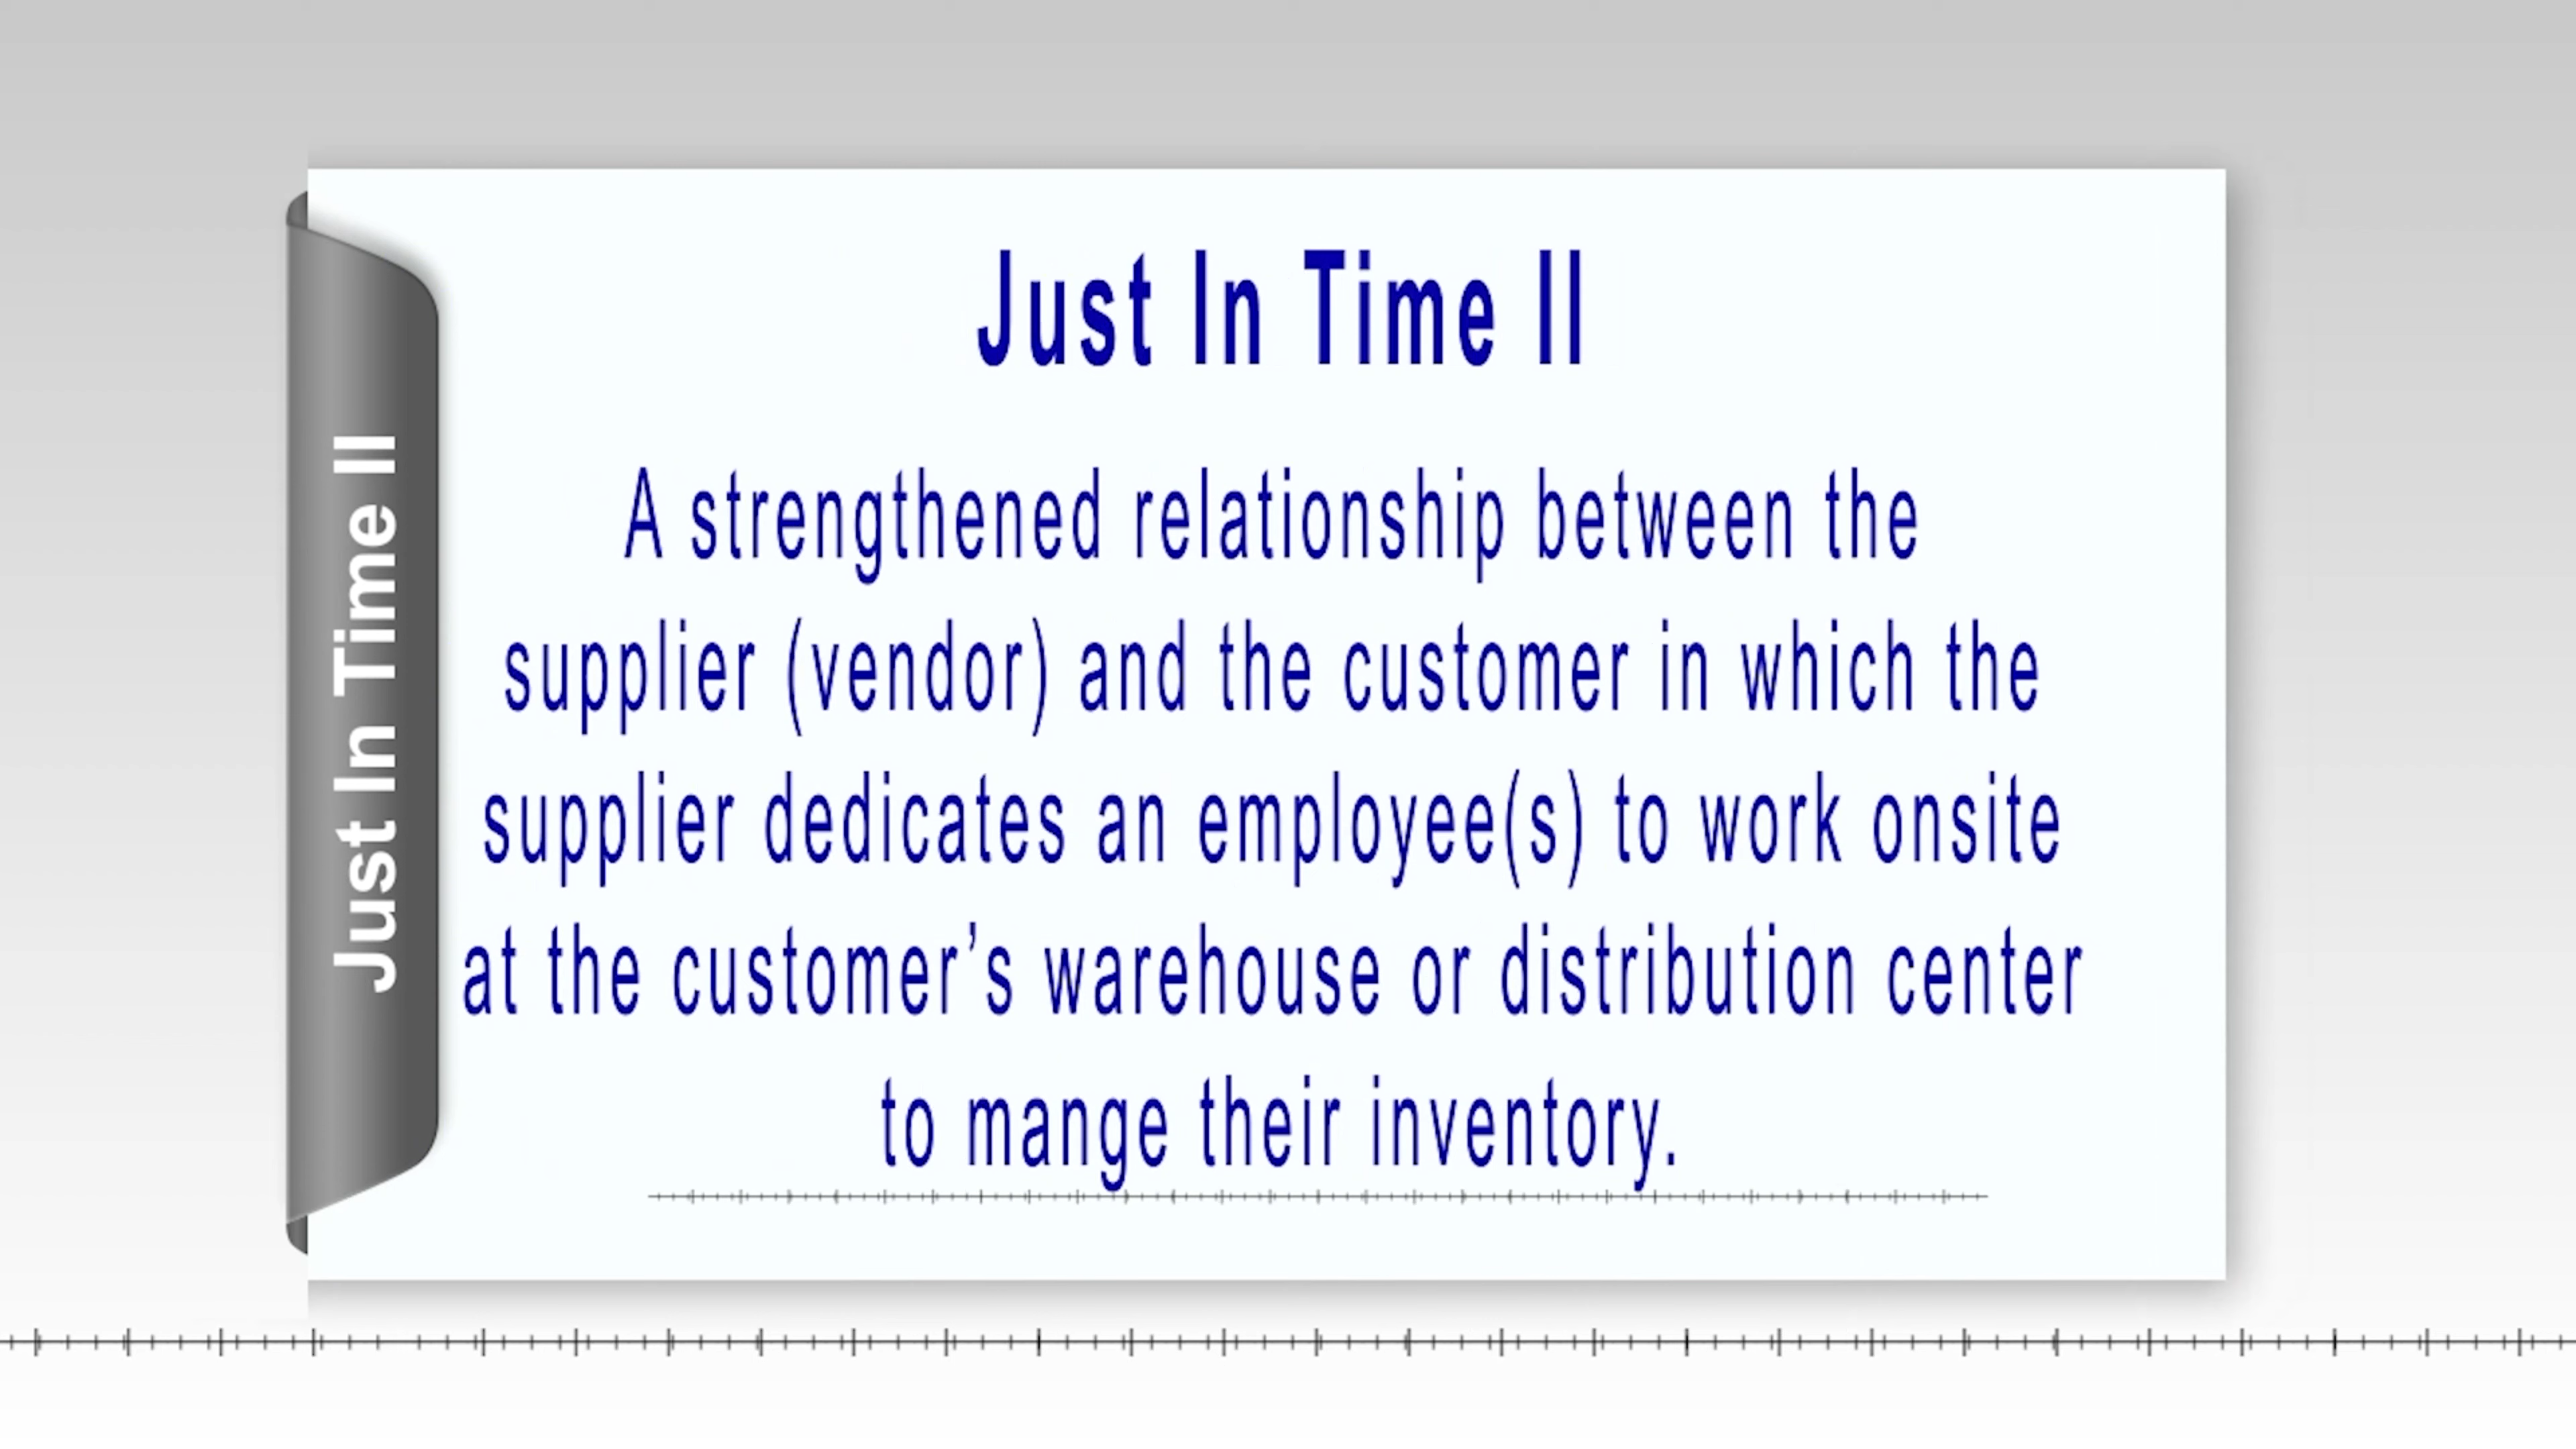 Just In Time II
Just In Time II
A strengthened relationship between the
supplier (vendor) and the customer in which the
supplier dedicates an employee(s) to work onsite
at the customer’s warehouse or distribution center
to mange their inventory.